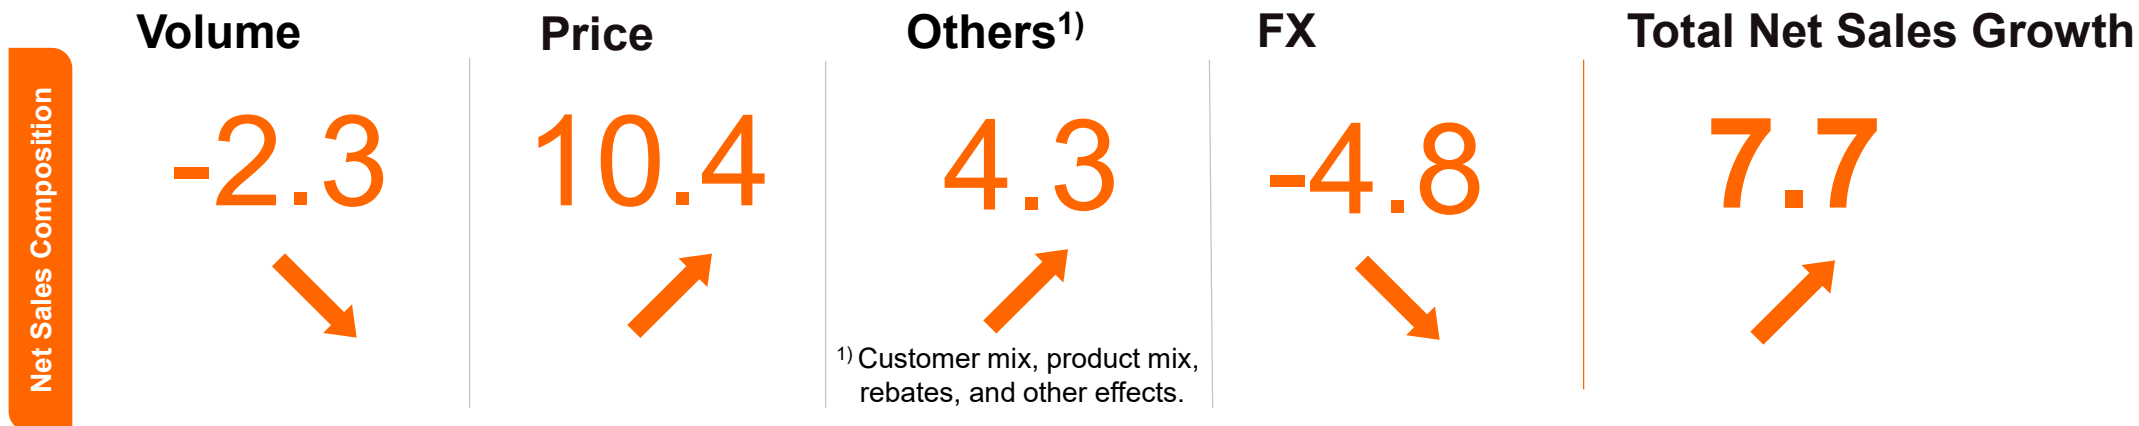 Net Sales Composition
Volume
-2.3
Price
10.4
Others1)
4.3
1) Customer mix, product mix,
rebates, and other effects.
FX
-4.8
Total Net Sales Growth
7.7